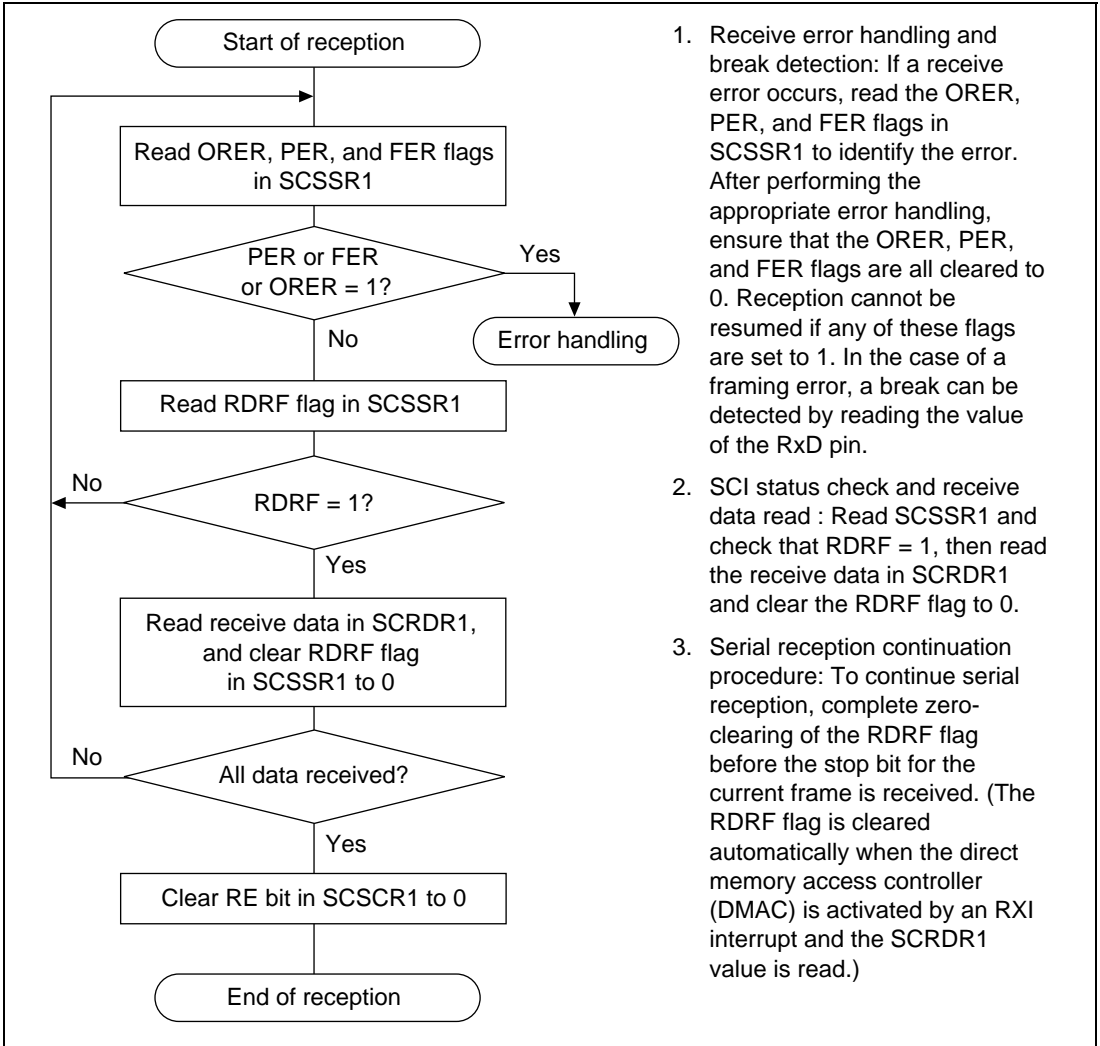 Start of reception
Read ORER, PER, and FER flags
in SCSSR1
PER or FER
or ORER = 1?
Yes
Error handling
No
Read RDRF flag in SCSSR1
No
RDRF = 1?
Yes
Read receive data in SCRDR1,
and clear RDRF flag
in SCSSR1 to 0
No
All data received?
Yes
Clear RE bit in SCSCR1 to 0
End of reception
1. Receive error handling and
break detection: If a receive
error occurs, read the ORER,
PER, and FER flags in
SCSSR1 to identify the error.
After performing the
appropriate error handling,
ensure that the ORER, PER,
and FER flags are all cleared to
0. Reception cannot be
resumed if any of these flags
are set to 1. In the case of a
framing error, a break can be
detected by reading the value
of the RxD pin.
2. SCI status check and receive
data read : Read SCSSR1 and
check that RDRF = 1, then read
the receive data in SCRDR1
and clear the RDRF flag to 0.
3. Serial reception continuation
procedure: To continue serial
reception, complete zero-
clearing of the RDRF flag
before the stop bit for the
current frame is received. (The
RDRF flag is cleared
automatically when the direct
memory access controller
(DMAC) is activated by an RXI
interrupt and the SCRDR1
value is read.)